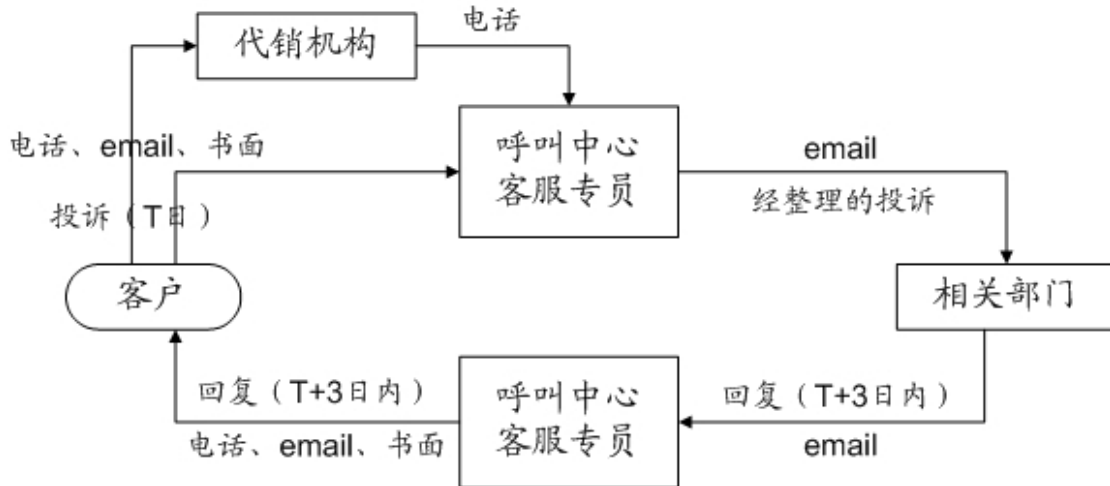 代销机构
电话
电话、email、书面
呼叫中心
客服专员
email
经整理的投诉
投诉（T日）
客户
相关部门
回复（T+3日内）
电话、email、书面
呼叫中心
客服专员
回复（T+3日内）
email